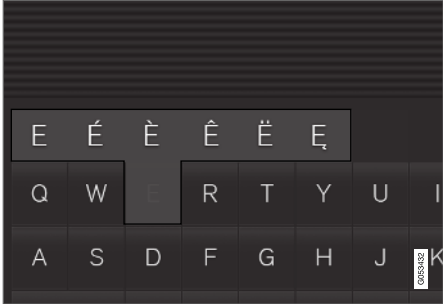 E É È Ê Ë Ę
Q W E R T Y U I
A S D F G H J K
G053432